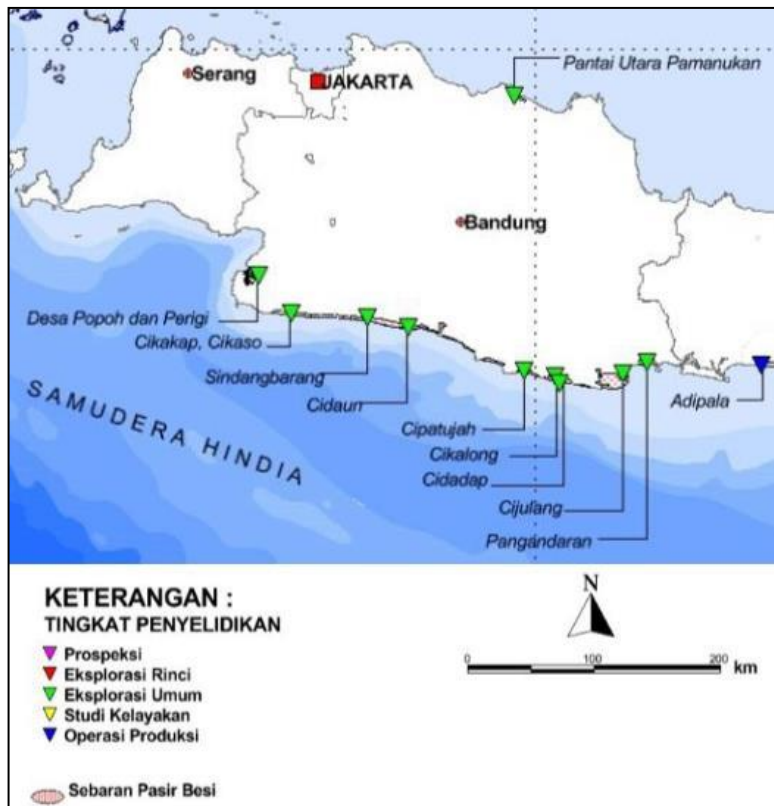 Serang
JAKARTA
Pantai Utara Pamanukan
Bandung
Desa Popoh dan Perigi
Cikakap, Cikaso
Sindangbarang
Cidaun
Cipatujah
Cikalong
Cidadap
Cijulang
Pangandaran
Adipala
SAMUDERA HINDIA
KETERANGAN :
TINGKAT PENYELIDIKAN
Prospeksi
Eksplorasi Rinci
Eksplorasi Umum
Studi Kelayakan
Operasi Produksi
Sebaran Pasir Besi
N
0 100 200 km